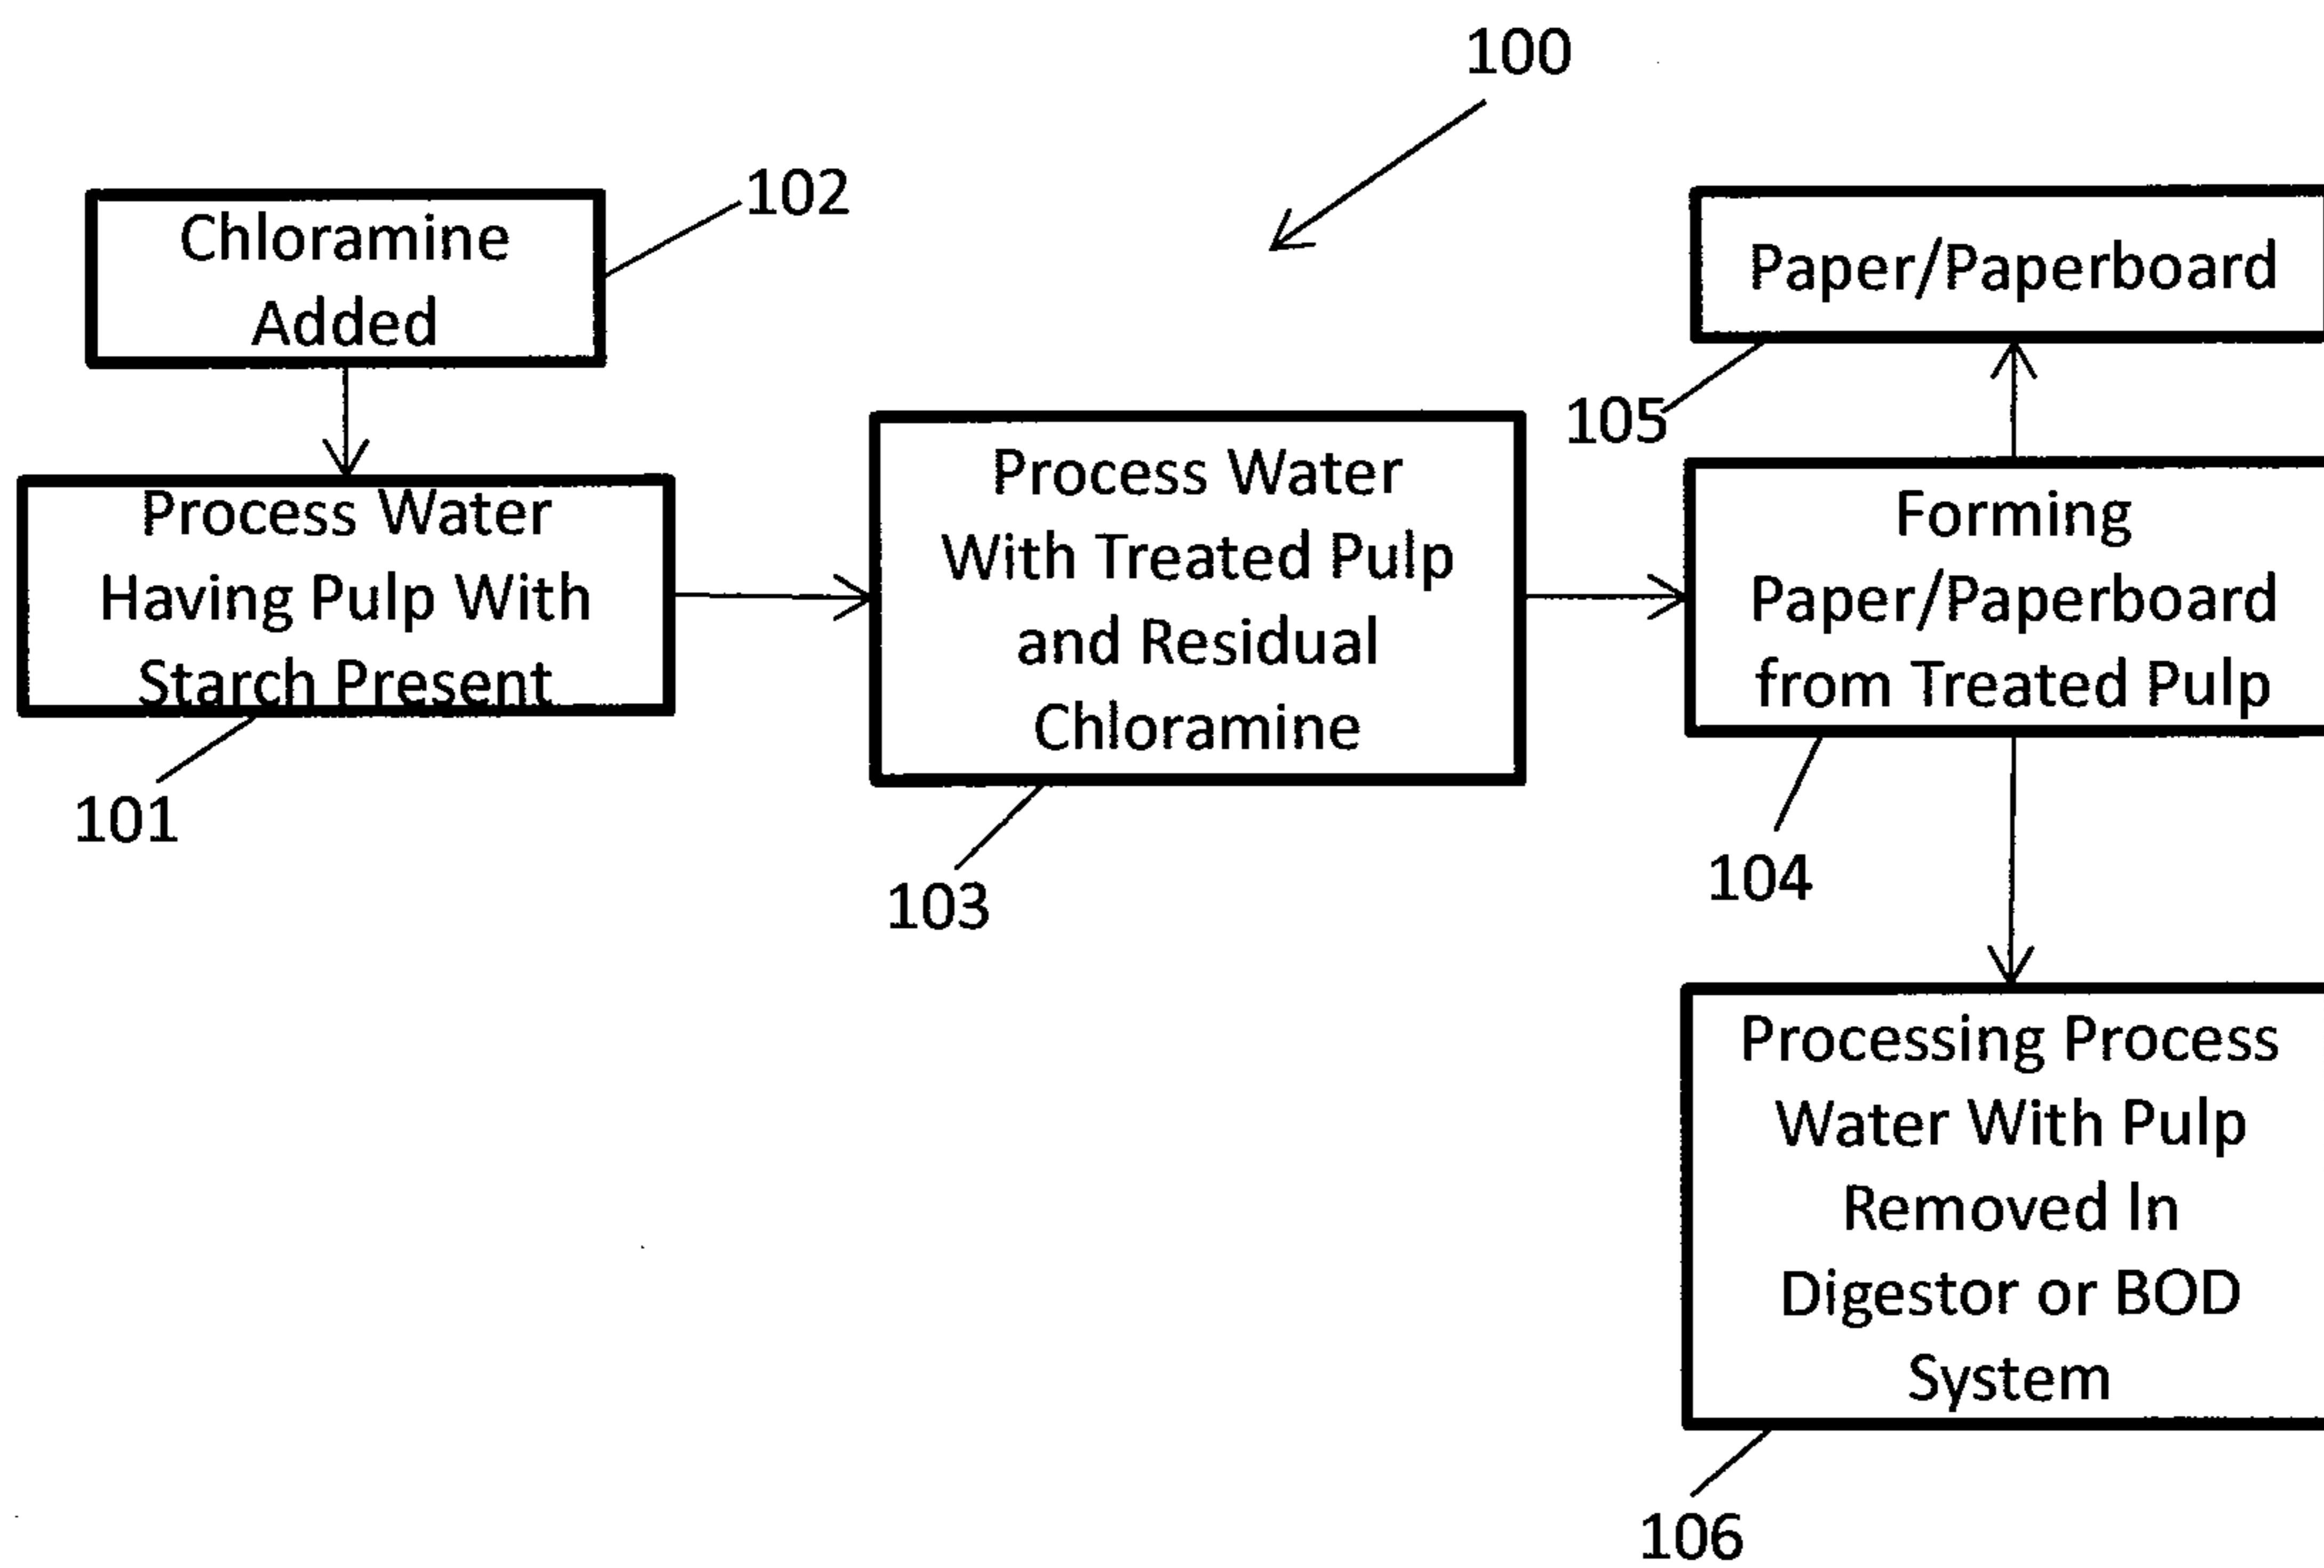 100
102
Chloramine
Added
Paper/Paperboard
105
Process Water
Having Pulp With
Starch Present
101
Process Water
With Treated Pulp
and Residual
Chloramine
103
Forming
Paper/Paperboard
from Treated Pulp
104
Processing Process
Water With Pulp
Removed In
Digestor or BOD
System
106